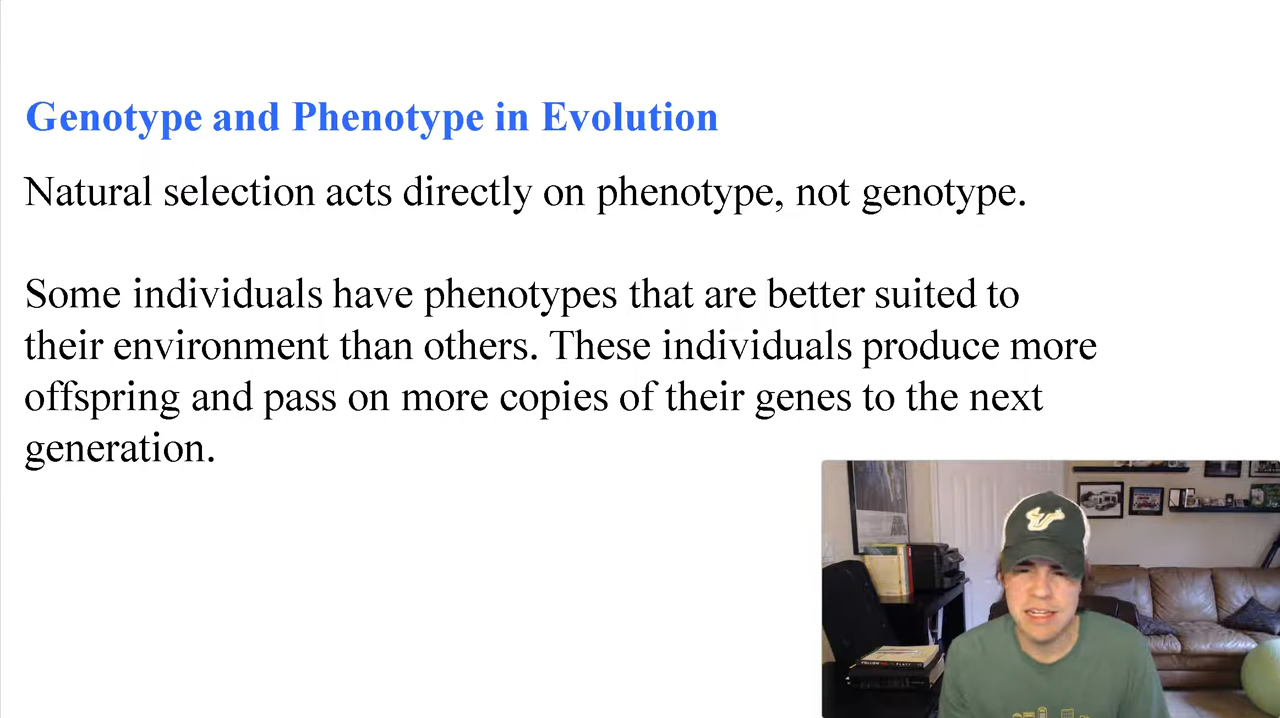 Genotype and Phenotype in Evolution
Natural selection acts directly on phenotype, not genotype.
Some individuals have phenotypes that are better suited to
their environment than others. These individuals produce more
offspring and pass on more copies of their genes to the next
generation.